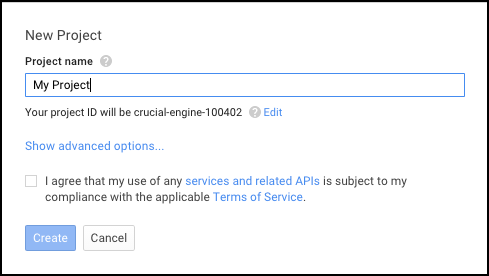 New Project
Project name ?
My Project
Your project ID will be crucial-engine-100402 ? Edit
Show advanced options...
I agree that my use of any services and related APIs is subject to my
compliance with the applicable Terms of Service.
Create Cancel